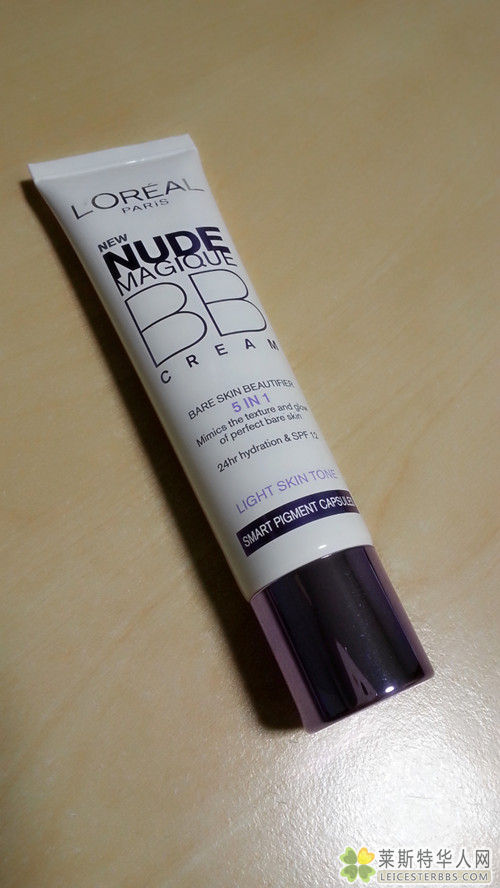 L'ORÉAL
PARIS
NEW
NUDE
MAGIQUE
BB
CREAM
BARE SKIN BEAUTIFIER
5 IN 1
Mimics the texture and glow
of perfect bare skin
24hr hydration & SPF 12
LIGHT SKIN TONE
SMART PIGMENT CAPSULES
莱斯特华人网
LEICESTERBBS.COM